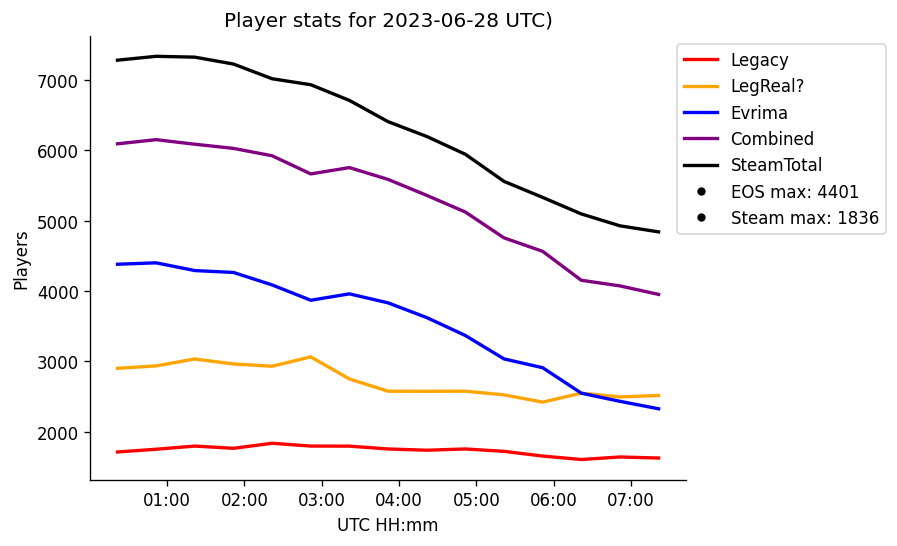 Player stats for 2023-06-28 UTC)
Legacy
LegReal?
Evrima
Combined
SteamTotal
EOS max: 4401
Steam max: 1836
Players
7000
6000
5000
4000
3000
2000
01:00 02:00 03:00 04:00 05:00 06:00 07:00
UTC HH:mm